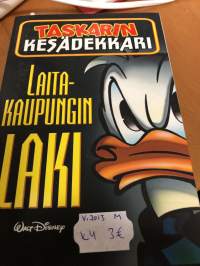 TASKARIN
KESÄDEKKARI
LAITA-
KAUPUNGIN
LAKI
WALT DISNEY
V.2013 M
K4 3€